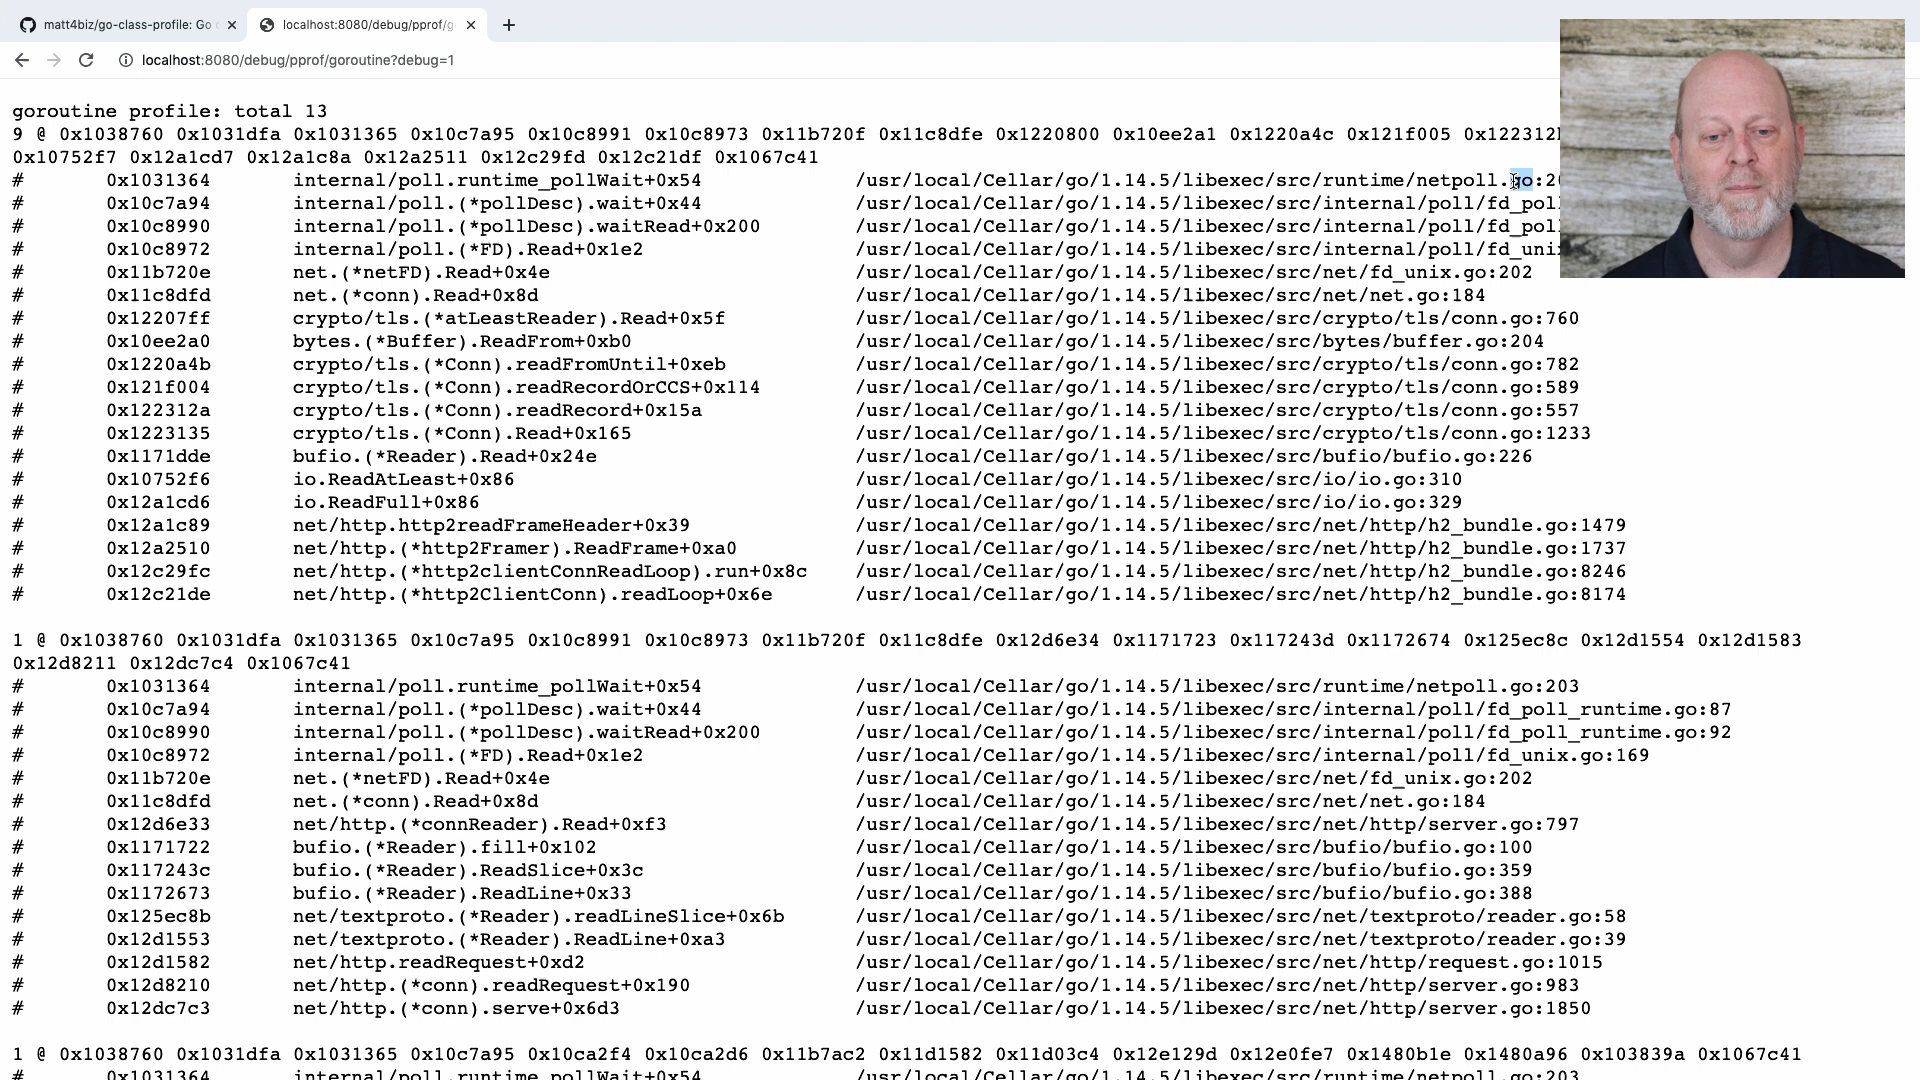 matt4biz/go-class-profile: Go
localhost:8080/debug/pprof/g
localhost:8080/debug/pprof/goroutine?debug=1
goroutine profile: total 13
9 @ 0x1038760 0x1031dfa 0x1031365 0x10c7a95 0x10c8991 0x10c8973 0x11b720f 0x11c8dfe 0x1220800 0x10ee2a1 0x1220a4c 0x121f005 0x122312
0x10752f7 0x12a1cd7 0x12a1c8a 0x12a2511 0x12c29fd 0x12c21df 0x1067c41
# 0x1031364 internal/poll.runtime_pollWait+0x54 /usr/local/Cellar/go/1.14.5/libexec/src/runtime/netpoll.go:20
# 0x10c7a94 internal/poll.(*pollDesc).wait+0x44 /usr/local/Cellar/go/1.14.5/libexec/src/internal/poll/fd_pol
# 0x10c8990 internal/poll.(*pollDesc).waitRead+0x200 /usr/local/Cellar/go/1.14.5/libexec/src/internal/poll/fd_pol
# 0x10c8972 internal/poll.(*FD).Read+0x1e2 /usr/local/Cellar/go/1.14.5/libexec/src/internal/poll/fd_uni
# 0x11b720e net.(*netFD).Read+0x4e /usr/local/Cellar/go/1.14.5/libexec/src/net/fd_unix.go:202
# 0x11c8dfd net.(*conn).Read+0x8d /usr/local/Cellar/go/1.14.5/libexec/src/net/net.go:184
# 0x12207ff crypto/tls.(*atLeastReader).Read+0x5f /usr/local/Cellar/go/1.14.5/libexec/src/crypto/tls/conn.go:760
# 0x10ee2a0 bytes.(*Buffer).ReadFrom+0xb0 /usr/local/Cellar/go/1.14.5/libexec/src/bytes/buffer.go:204
# 0x1220a4b crypto/tls.(*Conn).readFromUntil+0xeb /usr/local/Cellar/go/1.14.5/libexec/src/crypto/tls/conn.go:782
# 0x121f004 crypto/tls.(*Conn).readRecordOrCCS+0x114 /usr/local/Cellar/go/1.14.5/libexec/src/crypto/tls/conn.go:589
# 0x122312a crypto/tls.(*Conn).readRecord+0x15a /usr/local/Cellar/go/1.14.5/libexec/src/crypto/tls/conn.go:557
# 0x1223135 crypto/tls.(*Conn).Read+0x165 /usr/local/Cellar/go/1.14.5/libexec/src/crypto/tls/conn.go:1233
# 0x1171dde bufio.(*Reader).Read+0x24e /usr/local/Cellar/go/1.14.5/libexec/src/bufio/bufio.go:226
# 0x10752f6 io.ReadAtLeast+0x86 /usr/local/Cellar/go/1.14.5/libexec/src/io/io.go:310
# 0x12a1cd6 io.ReadFull+0x86 /usr/local/Cellar/go/1.14.5/libexec/src/io/io.go:329
# 0x12a1c89 net/http.http2readFrameHeader+0x39 /usr/local/Cellar/go/1.14.5/libexec/src/net/http/h2_bundle.go:1479
# 0x12a2510 net/http.(*http2Framer).ReadFrame+0xa0 /usr/local/Cellar/go/1.14.5/libexec/src/net/http/h2_bundle.go:1737
# 0x12c29fc net/http.(*http2clientConnReadLoop).run+0x8c /usr/local/Cellar/go/1.14.5/libexec/src/net/http/h2_bundle.go:8246
# 0x12c21de net/http.(*http2ClientConn).readLoop+0x6e /usr/local/Cellar/go/1.14.5/libexec/src/net/http/h2_bundle.go:8174
1 @ 0x1038760 0x1031dfa 0x1031365 0x10c7a95 0x10c8991 0x10c8973 0x11b720f 0x11c8dfe 0x12d6e34 0x1171723 0x117243d 0x1172674 0x125ec8c 0x12d1554 0x12d1583
0x12d8211 0x12dc7c4 0x1067c41
# 0x1031364 internal/poll.runtime_pollWait+0x54 /usr/local/Cellar/go/1.14.5/libexec/src/runtime/netpoll.go:203
# 0x10c7a94 internal/poll.(*pollDesc).wait+0x44 /usr/local/Cellar/go/1.14.5/libexec/src/internal/poll/fd_poll_runtime.go:87
# 0x10c8990 internal/poll.(*pollDesc).waitRead+0x200 /usr/local/Cellar/go/1.14.5/libexec/src/internal/poll/fd_poll_runtime.go:92
# 0x10c8972 internal/poll.(*FD).Read+0x1e2 /usr/local/Cellar/go/1.14.5/libexec/src/internal/poll/fd_unix.go:169
# 0x11b720e net.(*netFD).Read+0x4e /usr/local/Cellar/go/1.14.5/libexec/src/net/fd_unix.go:202
# 0x11c8dfd net.(*conn).Read+0x8d /usr/local/Cellar/go/1.14.5/libexec/src/net/net.go:184
# 0x12d6e33 net/http.(*connReader).Read+0xf3 /usr/local/Cellar/go/1.14.5/libexec/src/net/http/server.go:797
# 0x1171722 bufio.(*Reader).fill+0x102 /usr/local/Cellar/go/1.14.5/libexec/src/bufio/bufio.go:100
# 0x117243c bufio.(*Reader).ReadSlice+0x3c /usr/local/Cellar/go/1.14.5/libexec/src/bufio/bufio.go:359
# 0x1172673 bufio.(*Reader).ReadLine+0x33 /usr/local/Cellar/go/1.14.5/libexec/src/bufio/bufio.go:388
# 0x125ec8b net/textproto.(*Reader).readLineSlice+0x6b /usr/local/Cellar/go/1.14.5/libexec/src/net/textproto/reader.go:58
# 0x12d1553 net/textproto.(*Reader).ReadLine+0xa3 /usr/local/Cellar/go/1.14.5/libexec/src/net/textproto/reader.go:39
# 0x12d1582 net/http.readRequest+0xd2 /usr/local/Cellar/go/1.14.5/libexec/src/net/http/request.go:1015
# 0x12d8210 net/http.(*conn).readRequest+0x190 /usr/local/Cellar/go/1.14.5/libexec/src/net/http/server.go:983
# 0x12dc7c3 net/http.(*conn).serve+0x6d3 /usr/local/Cellar/go/1.14.5/libexec/src/net/http/server.go:1850
1 @ 0x1038760 0x1031dfa 0x1031365 0x10c7a95 0x10ca2f4 0x10ca2d6 0x11b7ac2 0x11d1582 0x11d03c4 0x12e129d 0x12e0fe7 0x1480b1e 0x1480a96 0x103839a 0x1067c41
# 0x1031364 internal/poll.runtime_pollWait+0x54 /usr/local/Cellar/go/1.14.5/libexec/src/runtime/netpoll.go:203